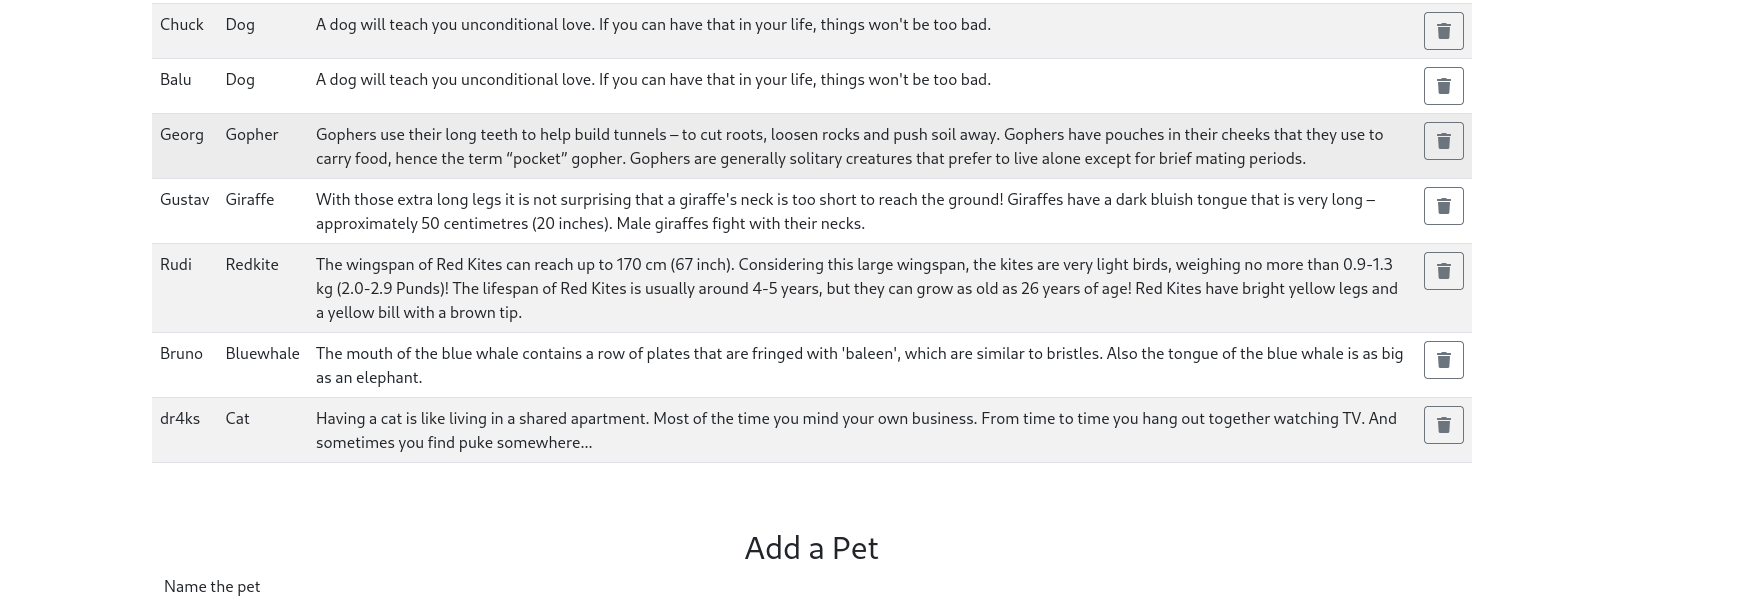 Chuck Dog A dog will teach you unconditional love. If you can have that in your life, things won't be too bad.
Balu Dog A dog will teach you unconditional love. If you can have that in your life, things won't be too bad.
Georg Gopher Gophers use their long teeth to help build tunnels – to cut roots, loosen rocks and push soil away. Gophers have pouches in their cheeks that they use to
carry food, hence the term “pocket” gopher. Gophers are generally solitary creatures that prefer to live alone except for brief mating periods.
Gustav Giraffe With those extra long legs it is not surprising that a giraffe's neck is too short to reach the ground! Giraffes have a dark bluish tongue that is very long –
approximately 50 centimetres (20 inches). Male giraffes fight with their necks.
Rudi Redkite The wingspan of Red Kites can reach up to 170 cm (67 inch). Considering this large wingspan, the kites are very light birds, weighing no more than 0.9-1.3
kg (2.0-2.9 Punds)! The lifespan of Red Kites is usually around 4-5 years, but they can grow as old as 26 years of age! Red Kites have bright yellow legs and
a yellow bill with a brown tip.
Bruno Bluewhale The mouth of the blue whale contains a row of plates that are fringed with 'baleen', which are similar to bristles. Also the tongue of the blue whale is as big
as an elephant.
dr4ks Cat Having a cat is like living in a shared apartment. Most of the time you mind your own business. From time to time you hang out together watching TV. And
sometimes you find puke somewhere...
Add a Pet
Name the pet